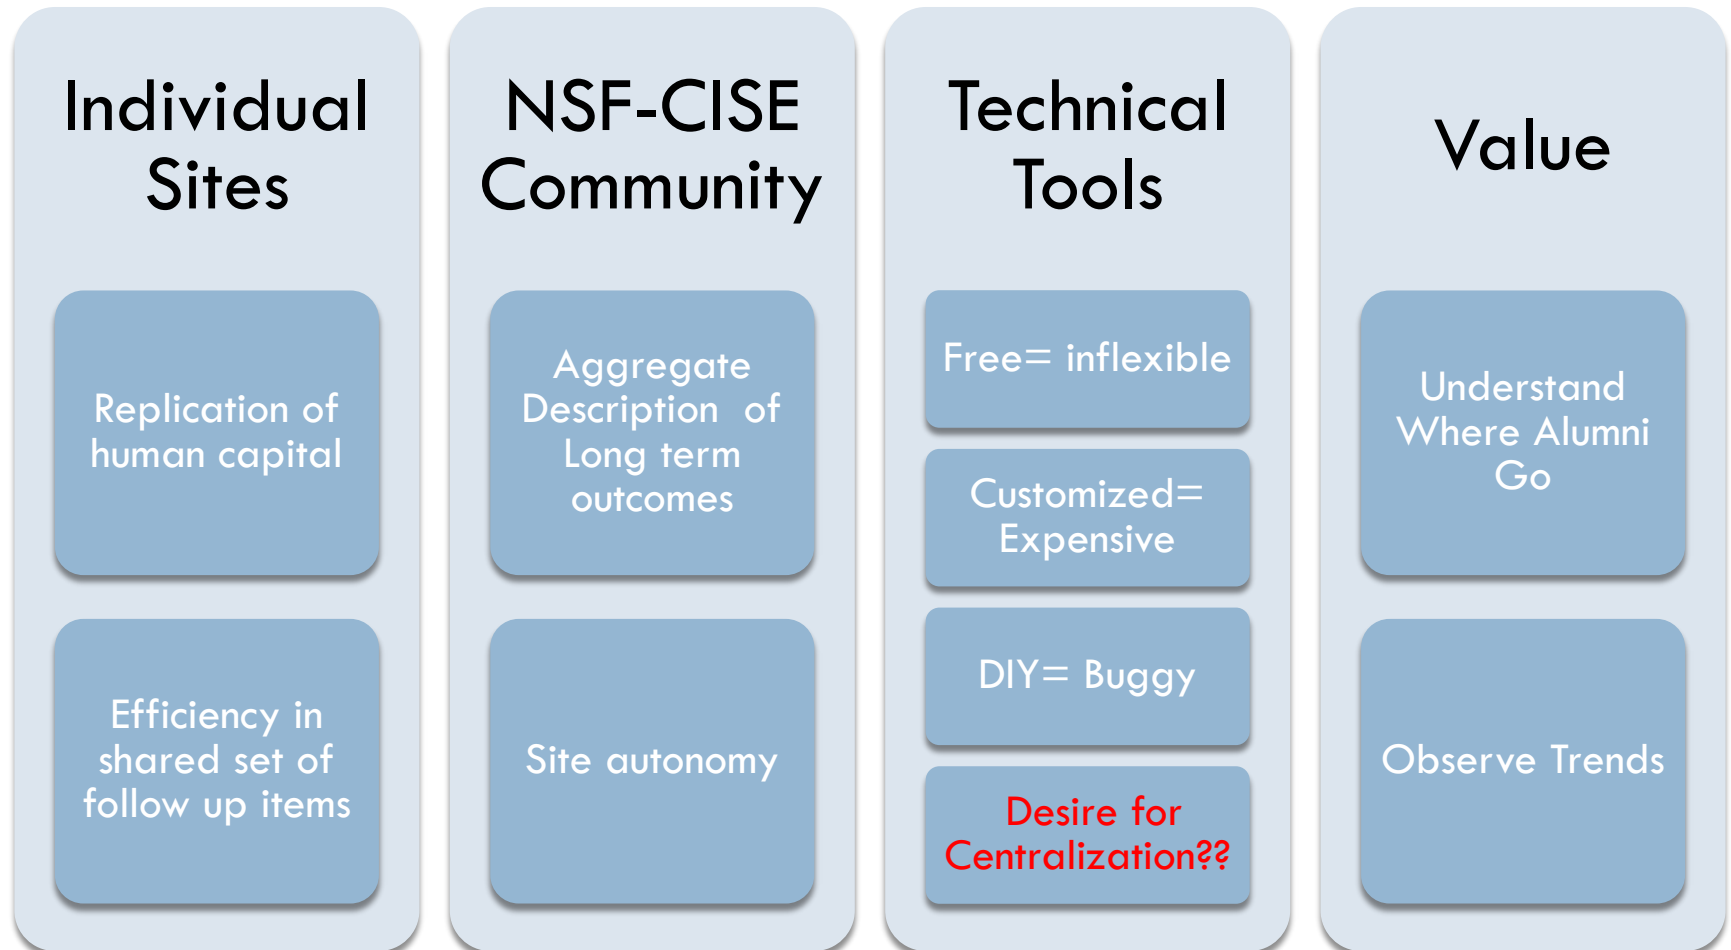 Individual
Sites
Replication of
human capital
Efficiency in
shared set of
follow up items
NSF-CISE
Community
Aggregate
Description of
Long term
outcomes
Site autonomy
Technical
Tools
Free= inflexible
Customized=
Expensive
DIY= Buggy
Desire for
Centralization??
Value
Understand
Where Alumni
Go
Observe Trends